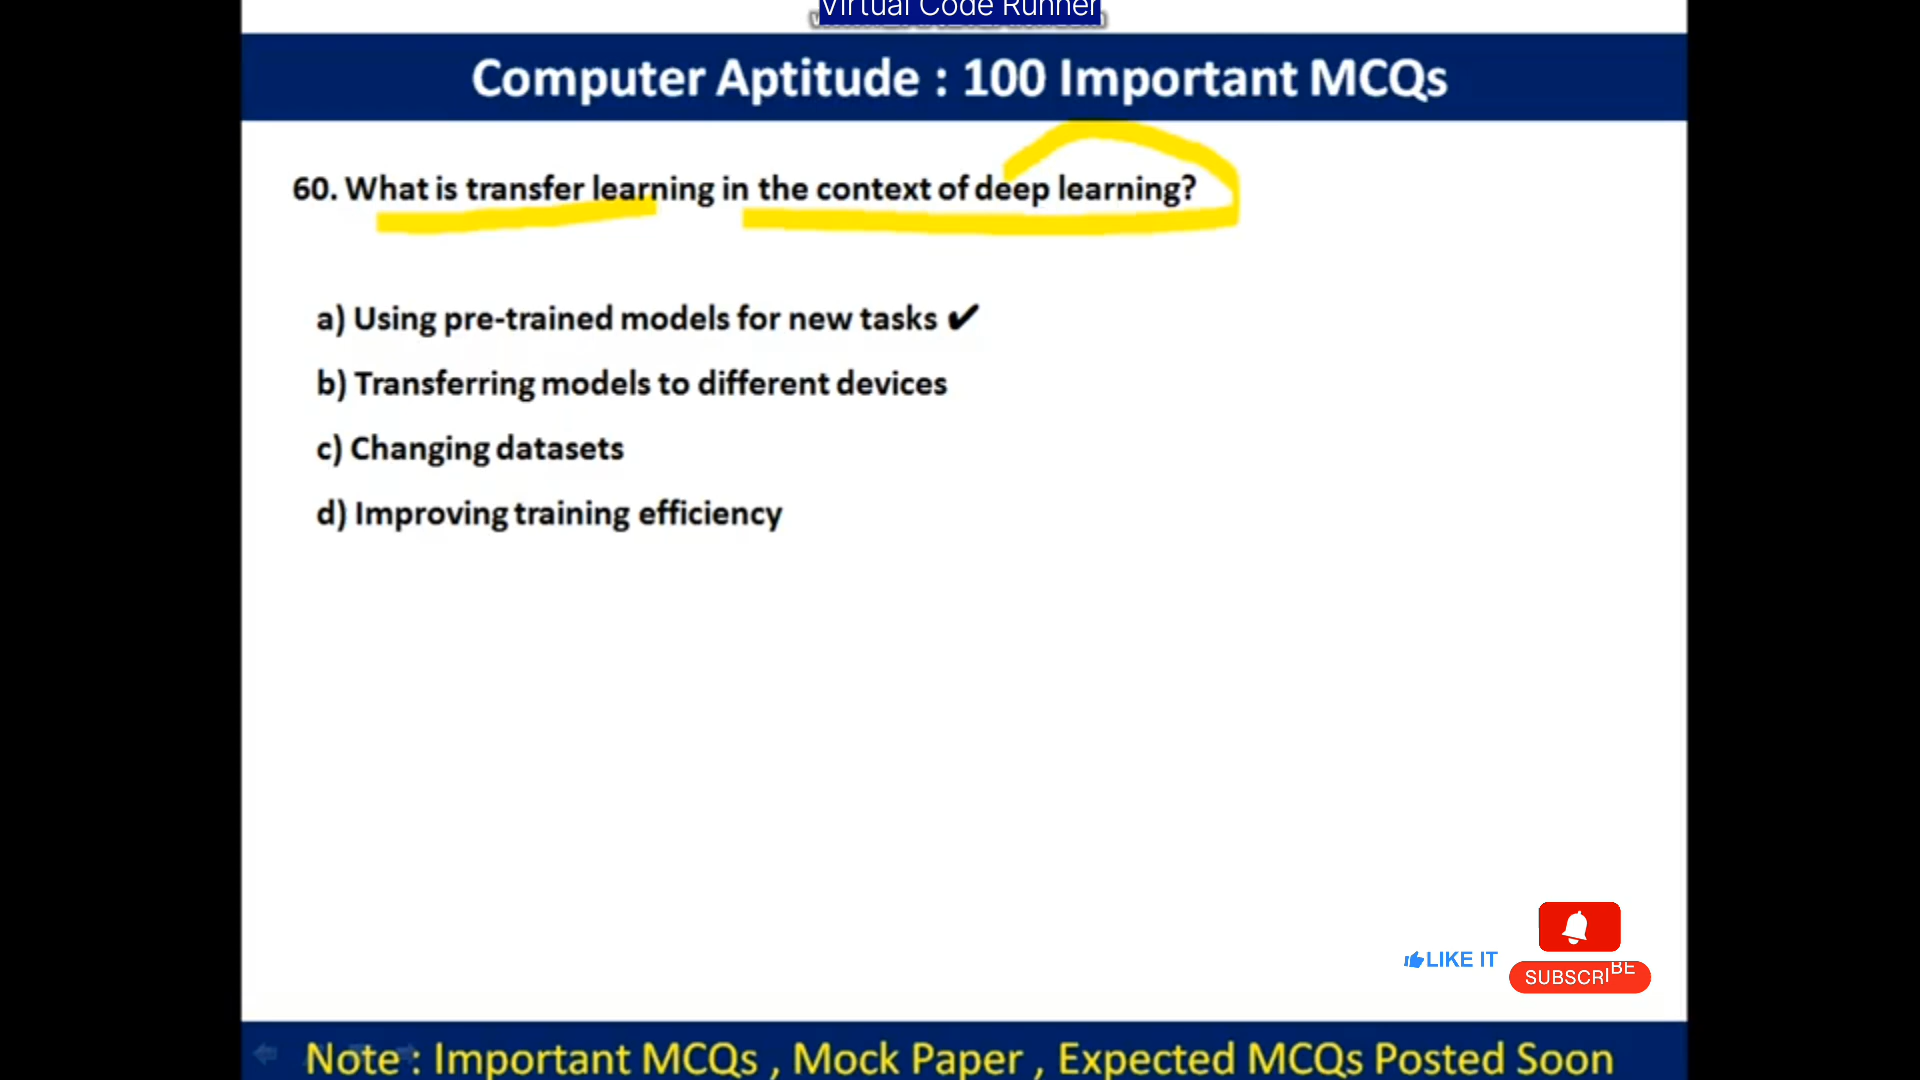 Virtual Code Runner
Computer Aptitude : 100 Important MCQs
60. What is transfer learning in the context of deep learning?
a) Using pre-trained models for new tasks ✔
b) Transferring models to different devices
c) Changing datasets
d) Improving training efficiency
LIKE IT
SUBSCRIBE
Note : Important MCQs , Mock Paper , Expected MCQs Posted Soon